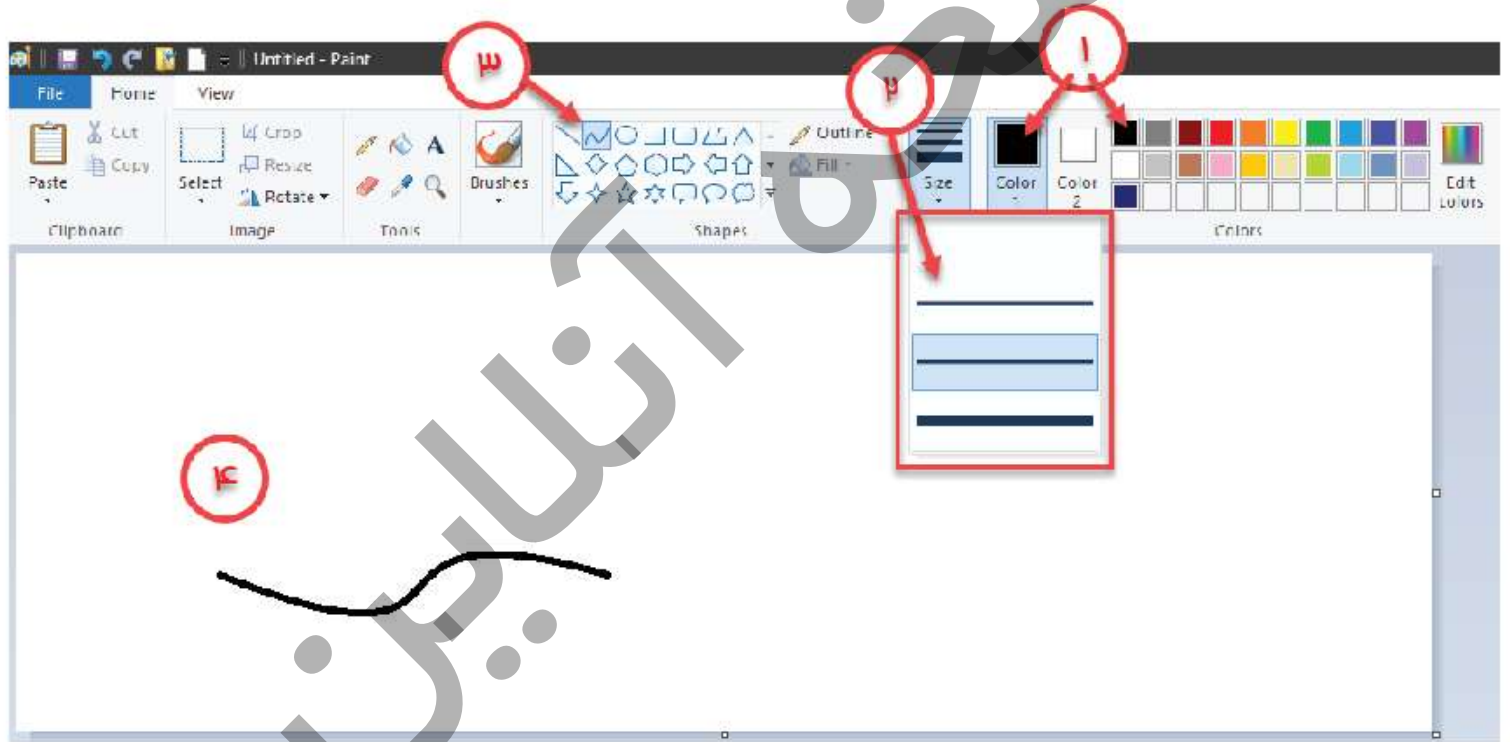 Untitled - Paint
۳
۲
۱
File Home View
Cut
Copy
Paste
Clipboard
Select
Crop
Resize
Rotate
Image
A
Tools
Brushes
Shapes
Outline
Fill
Size
Color
Color
2
Edit
colors
Colors
۴
آنلاین